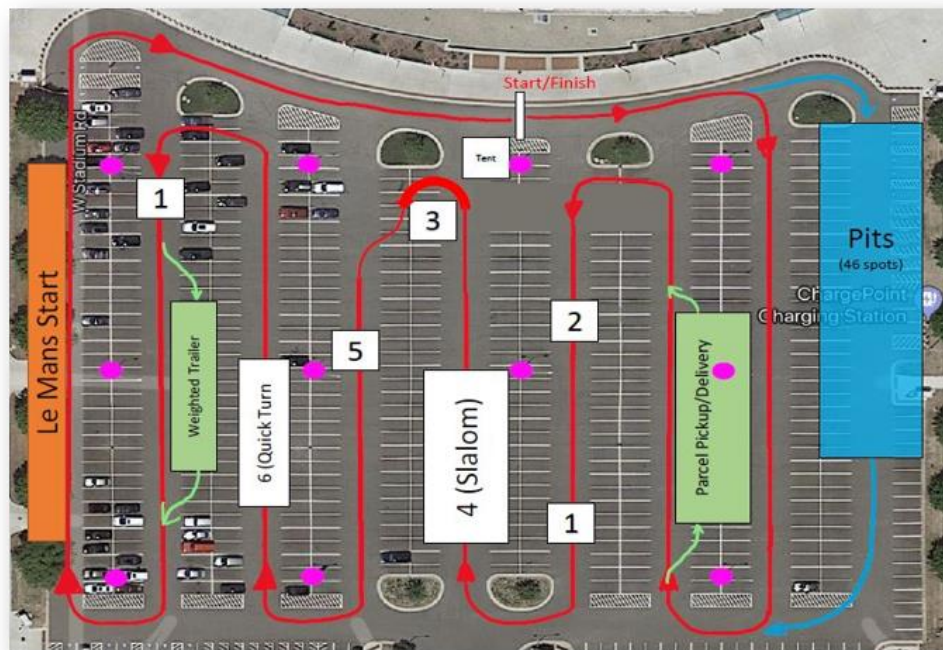 Start/Finish
Tent
W Stadium Rd
1
3
Pits
(46 spots)
ChargePoint
Charging Station
Le Mans Start
Weighted Trailer
6 (Quick Turn)
5
2
Parcel Pickup/Delivery
4 (Slalom)
1